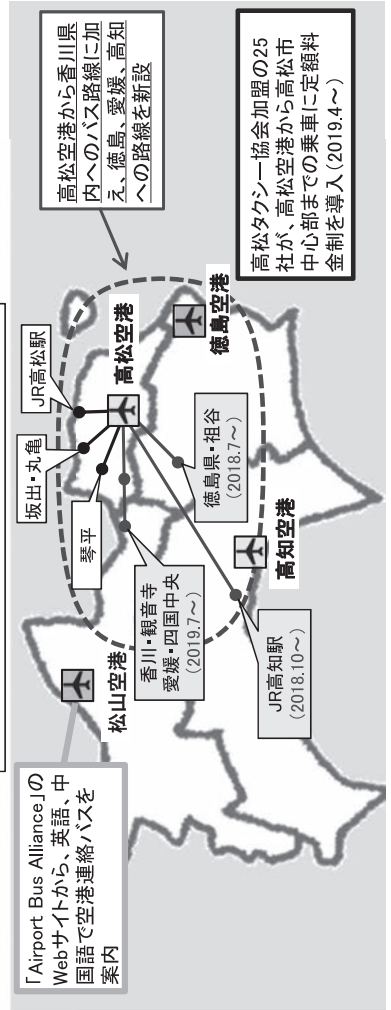 「Airport Bus Alliance」の
Webサイトから、英語、中
国語で空港連絡バスを
案内
松山空港
坂出・丸亀
JR高松駅
琴平
高松空港
徳島空港
香川・観音寺
愛媛・四国中央
(2019.7～)
徳島県・祖谷
(2018.7～)
JR高知駅
(2018.10～)
高知空港
高松空港から香川県
内へのバス路線に加
え、徳島、愛媛、高知
への路線を新設
高松タクシー協会加盟の25
社が、高松空港から高松市
中心部までの乗車に定額料
金制を導入(2019.4～)